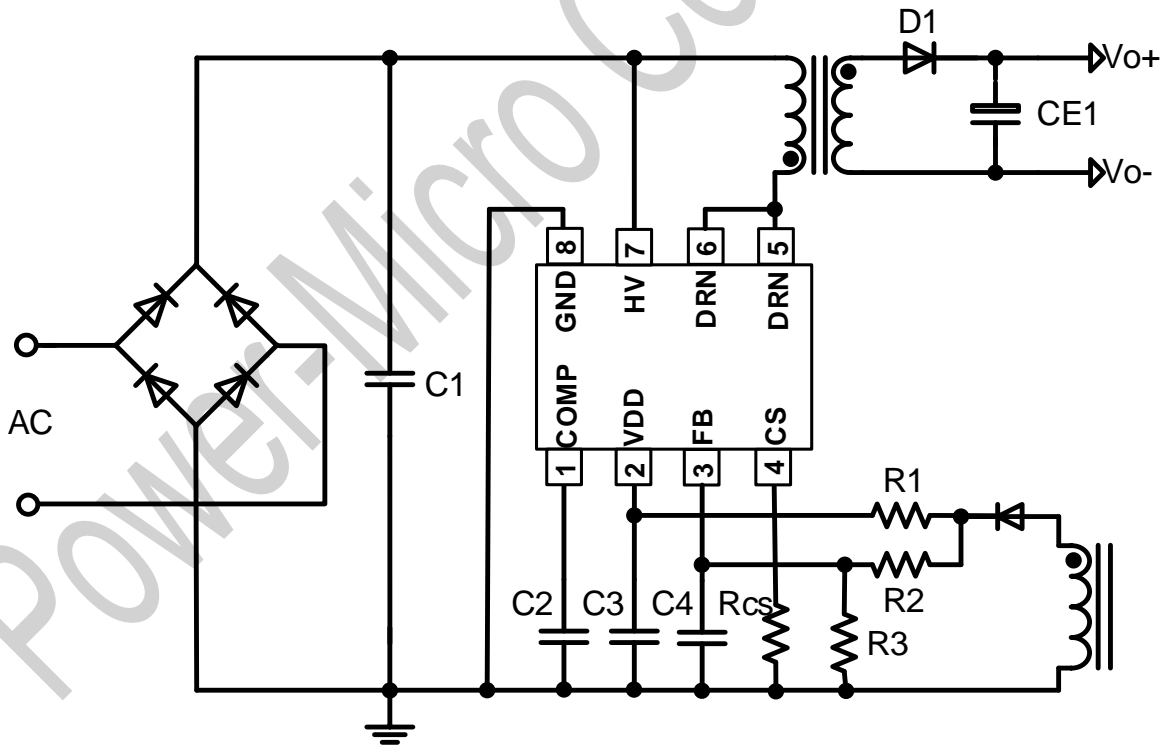 D1
Vo+
CE1
Vo-
8
7
6
5
GND
HV
DRN
DRN
C1
AC
COMP
VDD
FB
CS
1
2
3
4
R1
R2
C2
C3
C4
Rcs
R3
Power-Micro Co